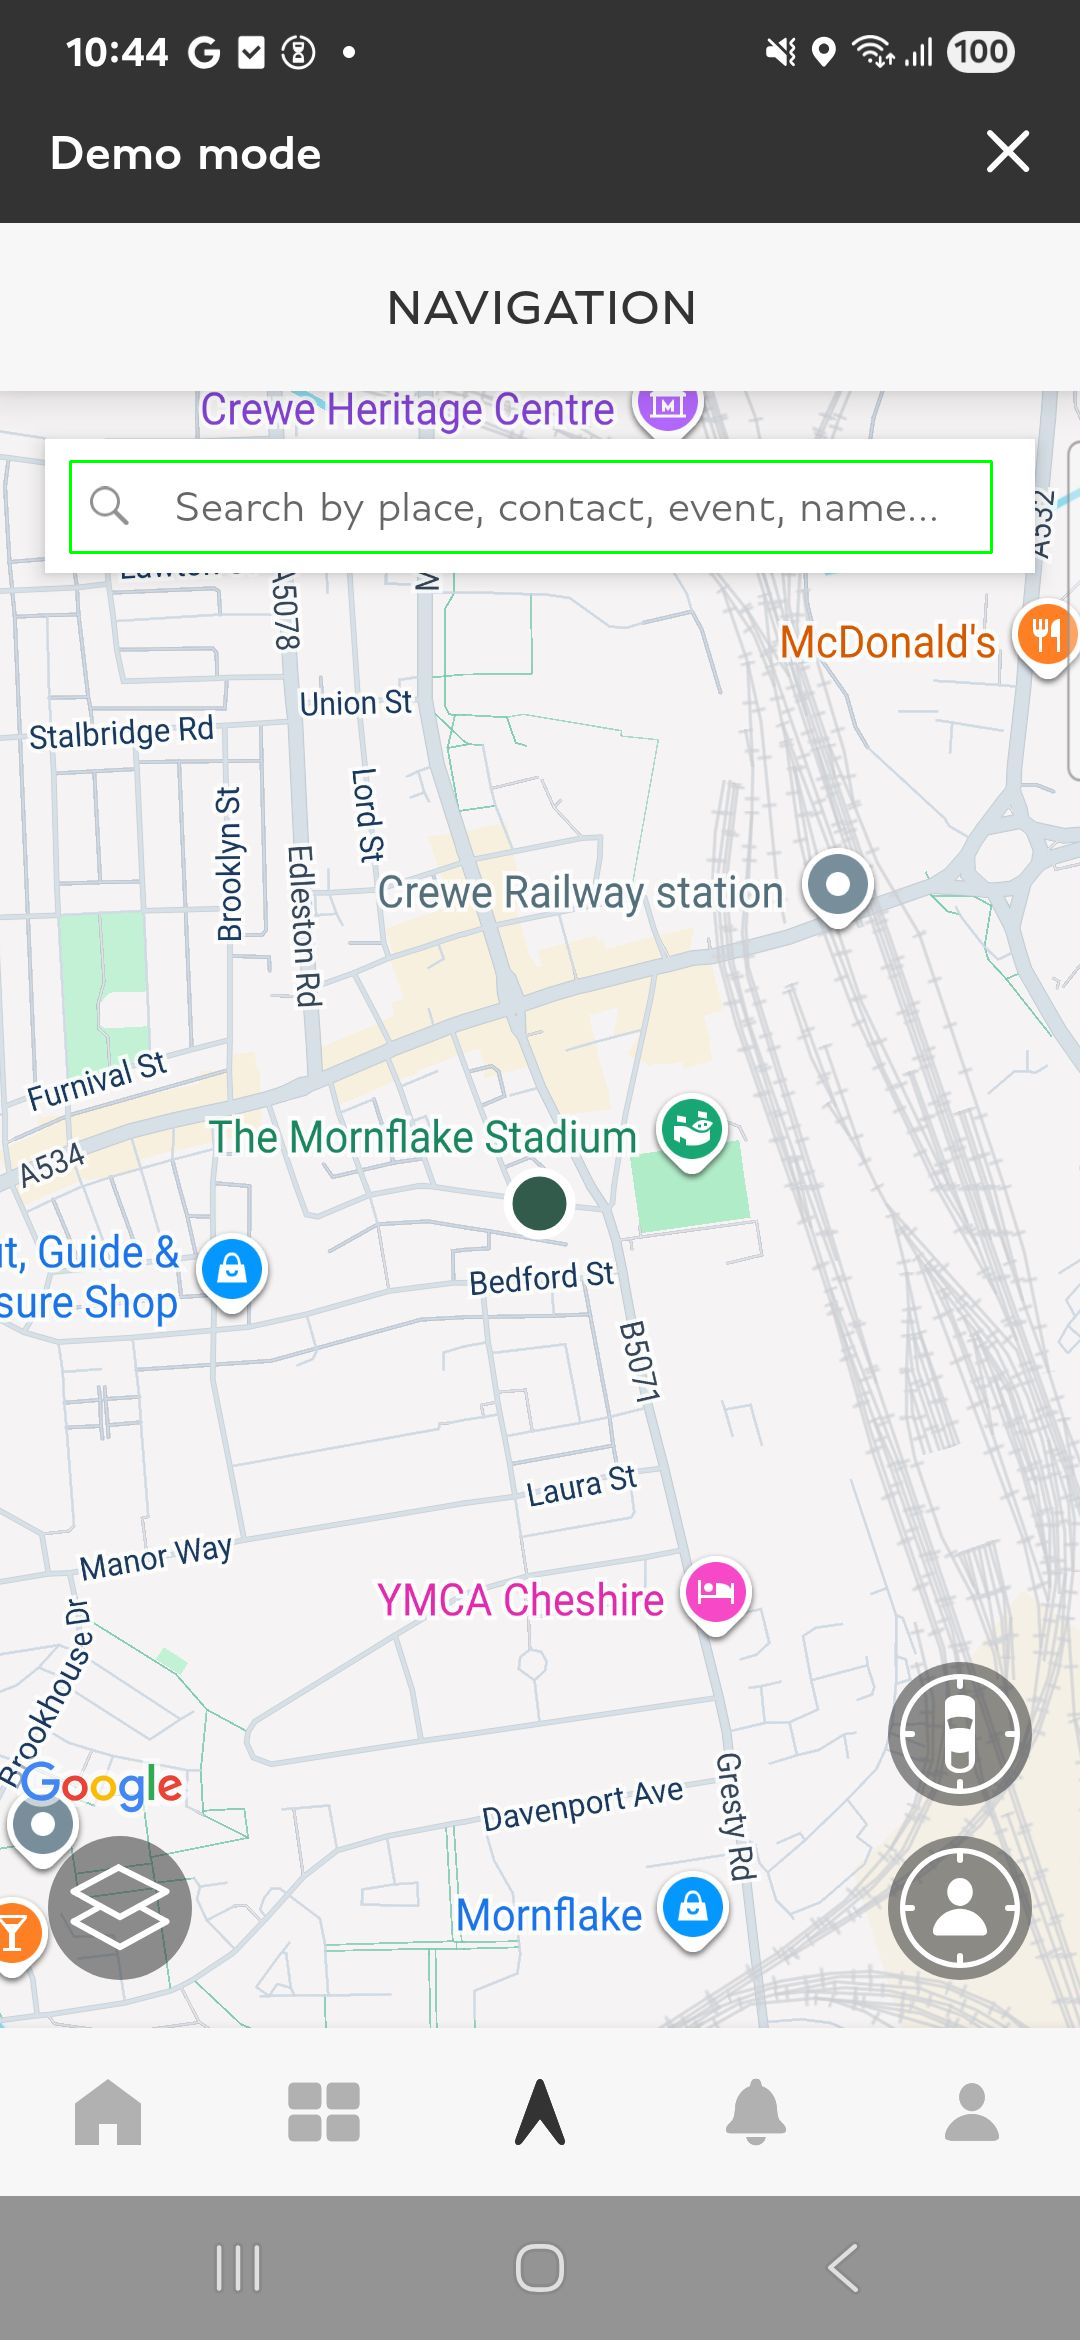 10:44
100
Demo mode
NAVIGATION
Crewe Heritage Centre
Search by place, contact, event, name...
A532
A5078
McDonald's
Union St
Stalbridge Rd
Lord St
Brooklyn St
Edleston Rd
Crewe Railway station
Furnival St
A534
The Mornflake Stadium
t, Guide &
sure Shop
Bedford St
B5071
Laura St
Manor Way
YMCA Cheshire
Brookhouse Dr
Google
Davenport Ave
Gresty Rd
Mornflake